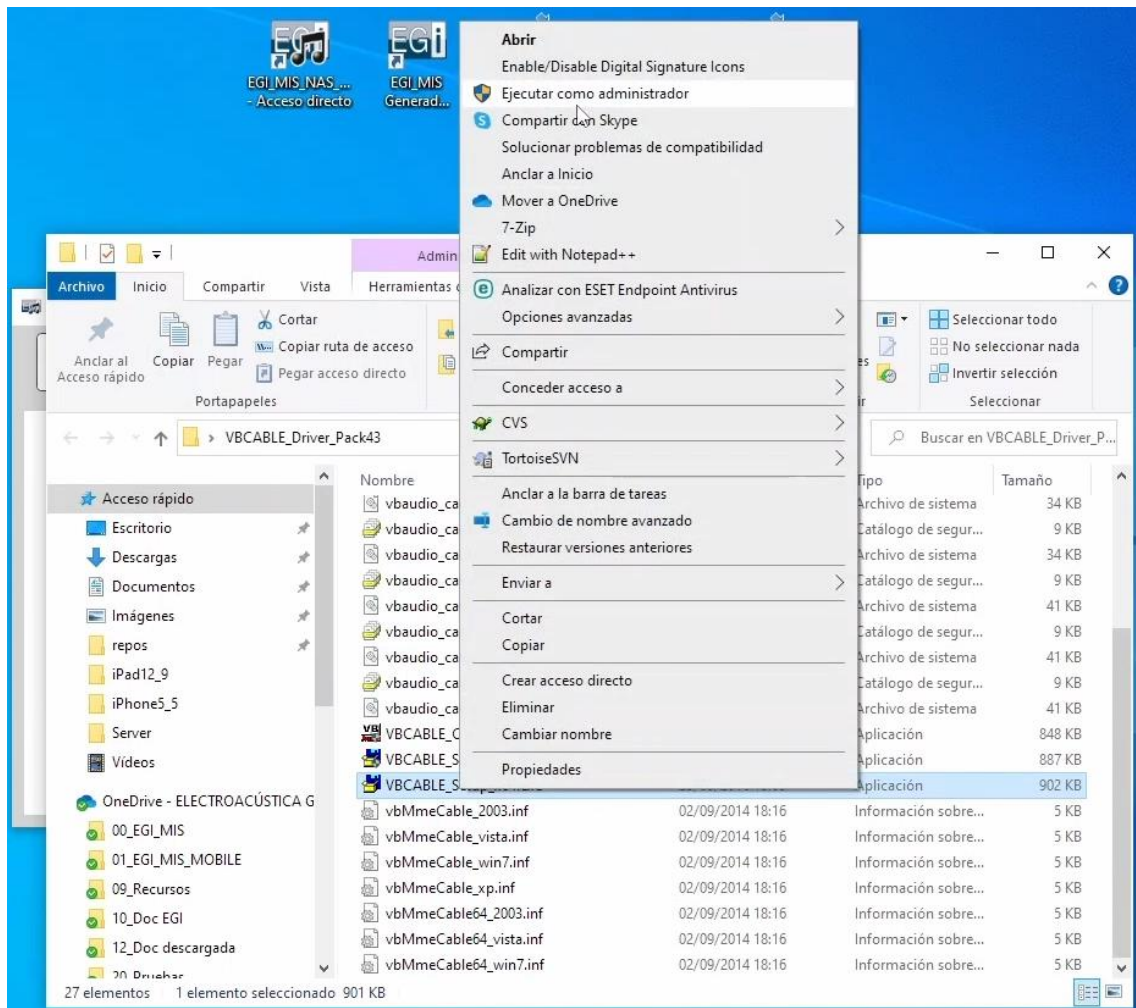 EGI_MIS_NAS_...
- Acceso directo
EGI_MIS
Generad...
Abrir
Enable/Disable Digital Signature Icons
Ejecutar como administrador
Compartir con Skype
Solucionar problemas de compatibilidad
Anclar a Inicio
Mover a OneDrive
7-Zip
Edit with Notepad++
Analizar con ESET Endpoint Antivirus
Opciones avanzadas
Compartir
Conceder acceso a
CVS
TortoiseSVN
Anclar a la barra de tareas
Cambio de nombre avanzado
Restaurar versiones anteriores
Enviar a
Cortar
Copiar
Crear acceso directo
Eliminar
Cambiar nombre
Propiedades
Admin
Archivo Inicio Compartir Vista Herramientas
Anclar al
Acceso rápido
Copiar
Pegar
Cortar
Copiar ruta de acceso
Pegar acceso directo
Portapapeles
Seleccionar todo
No seleccionar nada
Invertir selección
Seleccionar
VBCABLE_Driver_Pack43
Buscar en VBCABLE_Driver_P...
Acceso rápido
Escritorio
Descargas
Documentos
Imágenes
repos
iPad12_9
iPhone5_5
Server
Vídeos
OneDrive - ELECTROACÚSTICA G
00_EGI_MIS
01_EGI_MIS_MOBILE
09_Recursos
10_Doc EGI
12_Doc descargada
20_Pruebas
Nombre Tipo Tamaño
vbaudio_ca Archivo de sistema 34 KB
vbaudio_ca Catálogo de segur... 9 KB
vbaudio_ca Archivo de sistema 34 KB
vbaudio_ca Catálogo de segur... 9 KB
vbaudio_ca Archivo de sistema 41 KB
vbaudio_ca Catálogo de segur... 9 KB
vbaudio_ca Archivo de sistema 41 KB
vbaudio_ca Catálogo de segur... 9 KB
vbaudio_ca Archivo de sistema 41 KB
VBCABLE_C Aplicación 848 KB
VBCABLE_S Aplicación 887 KB
Aplicación 902 KB
vbMmeCable_2003.inf 02/09/2014 18:16 Información sobre... 5 KB
vbMmeCable_vista.inf 02/09/2014 18:16 Información sobre... 5 KB
vbMmeCable_win7.inf 02/09/2014 18:16 Información sobre... 5 KB
vbMmeCable_xp.inf 02/09/2014 18:16 Información sobre... 5 KB
vbMmeCable64_2003.inf 02/09/2014 18:16 Información sobre... 5 KB
vbMmeCable64_vista.inf 02/09/2014 18:16 Información sobre... 5 KB
vbMmeCable64_win7.inf 02/09/2014 18:16 Información sobre... 5 KB
27 elementos 1 elemento seleccionado 901 KB